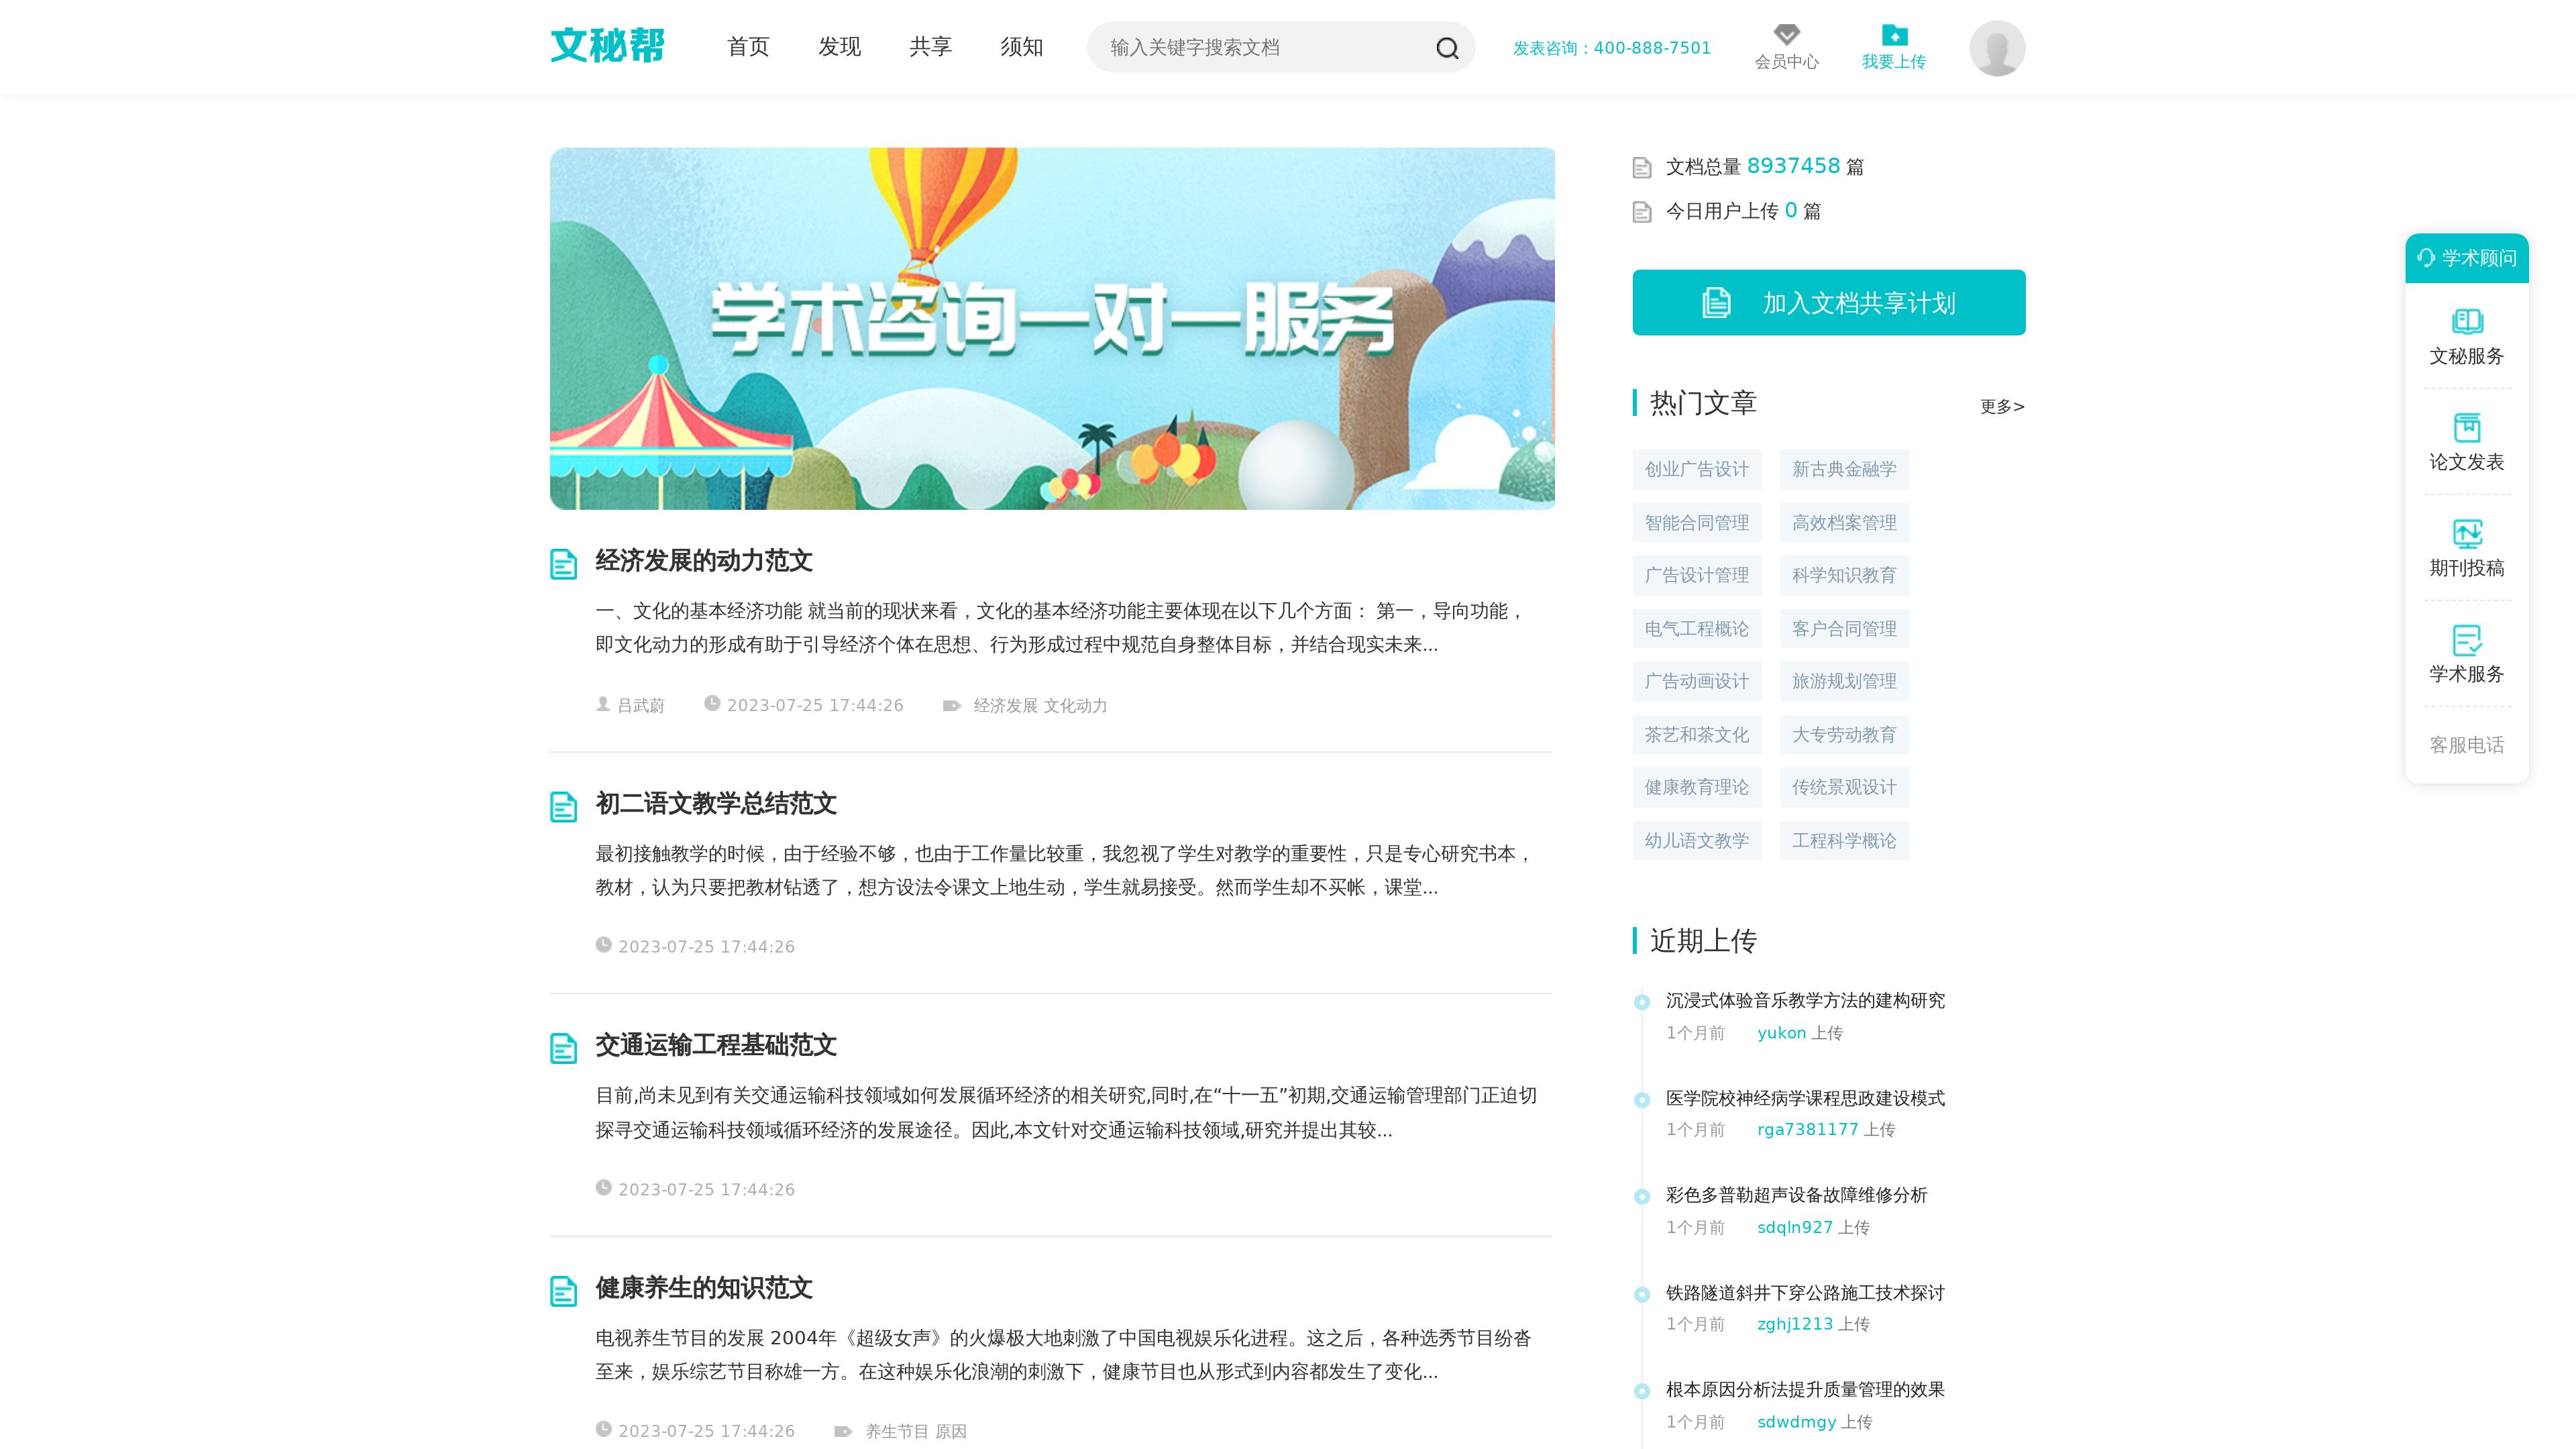 文秘帮
首页 发现 共享 须知
输入关键字搜索文档
发表咨询：400-888-7501
会员中心
我要上传
学术咨询一对一服务
经济发展的动力范文
一、文化的基本经济功能 就当前的现状来看，文化的基本经济功能主要体现在以下几个方面： 第一，导向功能，
即文化动力的形成有助于引导经济个体在思想、行为形成过程中规范自身整体目标，并结合现实未来...
吕武蔚 2023-07-25 17:44:26 经济发展 文化动力
初二语文教学总结范文
最初接触教学的时候，由于经验不够，也由于工作量比较重，我忽视了学生对教学的重要性，只是专心研究书本，
教材，认为只要把教材钻透了，想方设法令课文上地生动，学生就易接受。然而学生却不买帐，课堂...
2023-07-25 17:44:26
交通运输工程基础范文
目前,尚未见到有关交通运输科技领域如何发展循环经济的相关研究,同时,在“十一五”初期,交通运输管理部门正迫切
探寻交通运输科技领域循环经济的发展途径。因此,本文针对交通运输科技领域,研究并提出其较...
2023-07-25 17:44:26
健康养生的知识范文
电视养生节目的发展 2004年《超级女声》的火爆极大地刺激了中国电视娱乐化进程。这之后，各种选秀节目纷沓
至来，娱乐综艺节目称雄一方。在这种娱乐化浪潮的刺激下，健康节目也从形式到内容都发生了变化...
2023-07-25 17:44:26 养生节目 原因
文档总量 8937458 篇
今日用户上传 0 篇
加入文档共享计划
热门文章 更多>
创业广告设计 新古典金融学
智能合同管理 高效档案管理
广告设计管理 科学知识教育
电气工程概论 客户合同管理
广告动画设计 旅游规划管理
茶艺和茶文化 大专劳动教育
健康教育理论 传统景观设计
幼儿语文教学 工程科学概论
近期上传
沉浸式体验音乐教学方法的建构研究
1个月前 yukon 上传
医学院校神经病学课程思政建设模式
1个月前 rga7381177 上传
彩色多普勒超声设备故障维修分析
1个月前 sdqln927 上传
铁路隧道斜井下穿公路施工技术探讨
1个月前 zghj1213 上传
根本原因分析法提升质量管理的效果
1个月前 sdwdmgy 上传
学术顾问
文秘服务
论文发表
期刊投稿
学术服务
客服电话